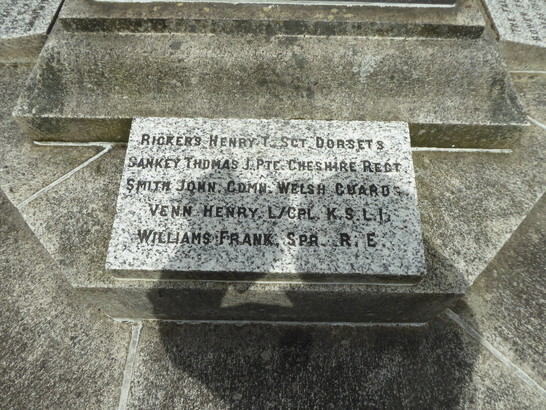 RICKERS HENRY T. SGT. DORSETS
SANKEY THOMAS J. PTE. CHESHIRE REGT.
SMITH JOHN. GDMN. WELSH GUARDS
VENN. HENRY. L/CPL. K.S.L.I.
WILLIAMS FRANK. SPR. R.E.